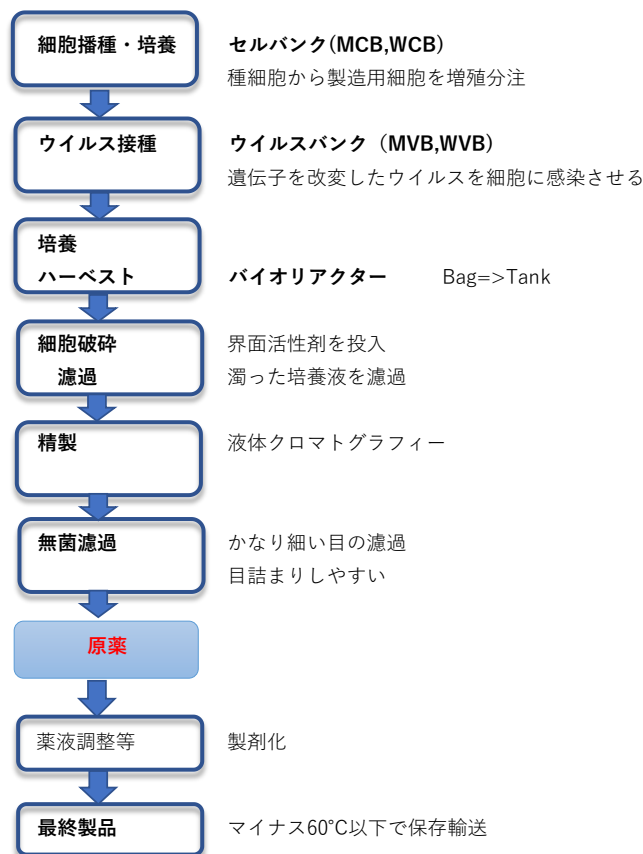 細胞播種・培養 セルバンク(MCB,WCB)
種細胞から製造用細胞を増殖分注
ウイルス接種 ウイルスバンク（MVB,WVB）
遺伝子を改変したウイルスを細胞に感染させる
培養
ハーベスト バイオリアクター Bag=>Tank
細胞破砕 界面活性剤を投入
濾過 濁った培養液を濾過
精製 液体クロマトグラフィー
無菌濾過 かなり細い目の濾過
目詰まりしやすい
原薬
薬液調整等 製剤化
最終製品 マイナス60℃以下で保存輸送